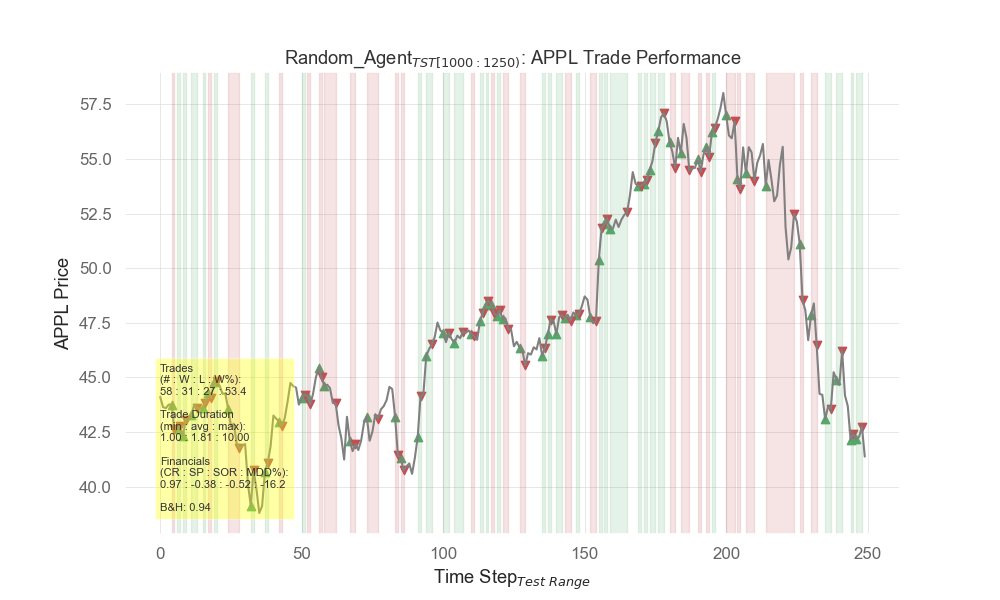 Random_Agent TST[1000 : 1250) : APPL Trade Performance
57.5
55.0
52.5
50.0
47.5
45.0
42.5
40.0
APPL Price
Trades
(# : W : L : W%):
58 : 31 : 27 : 53.4
Trade Duration
(min : avg : max):
1.00 : 1.81 : 10.00
Financials
(CR : SP : SOR : MDD%):
0.97 : -0.38 : -0.52 : -16.2
B&H: 0.94
0 50 100 150 200 250
Time Step Test Range